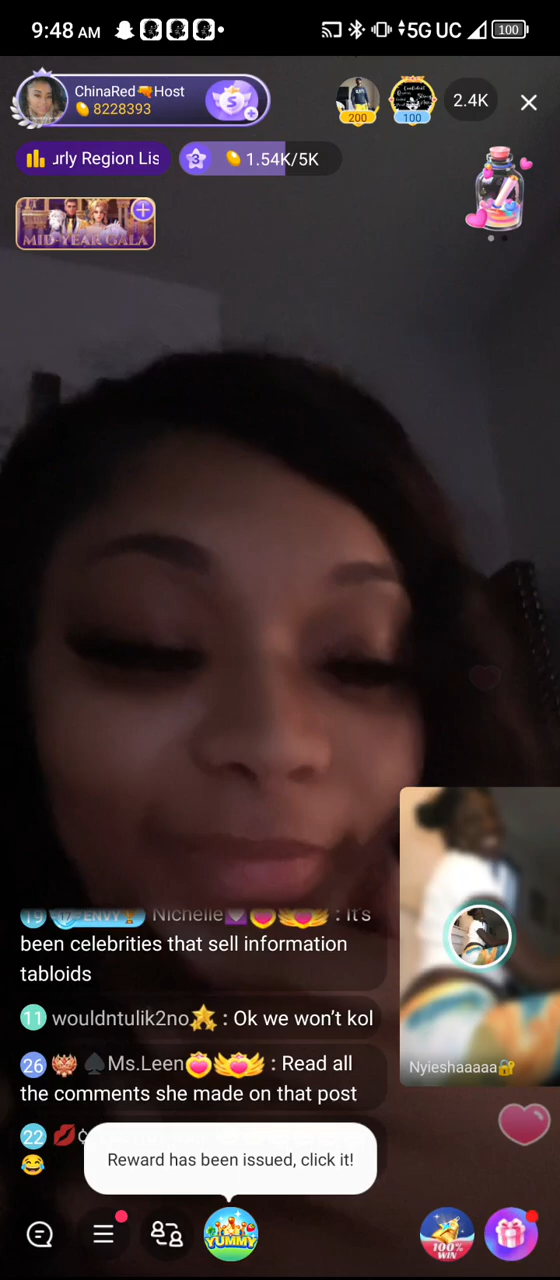 9:48 AM
5G UC
100
ChinaRed Host
8228393
S
200
100
2.4K
urly Region Lis
3
1.54K/5K
MID-YEAR GALA
19 ENVY Nichelle : It's
been celebrities that sell information
tabloids
11 wouldntulik2no : Ok we won't kol
26 Ms.Leen : Read all
the comments she made on that post
22
Nyieshaaaaa
Reward has been issued, click it!
YUMMY
100%
WIN